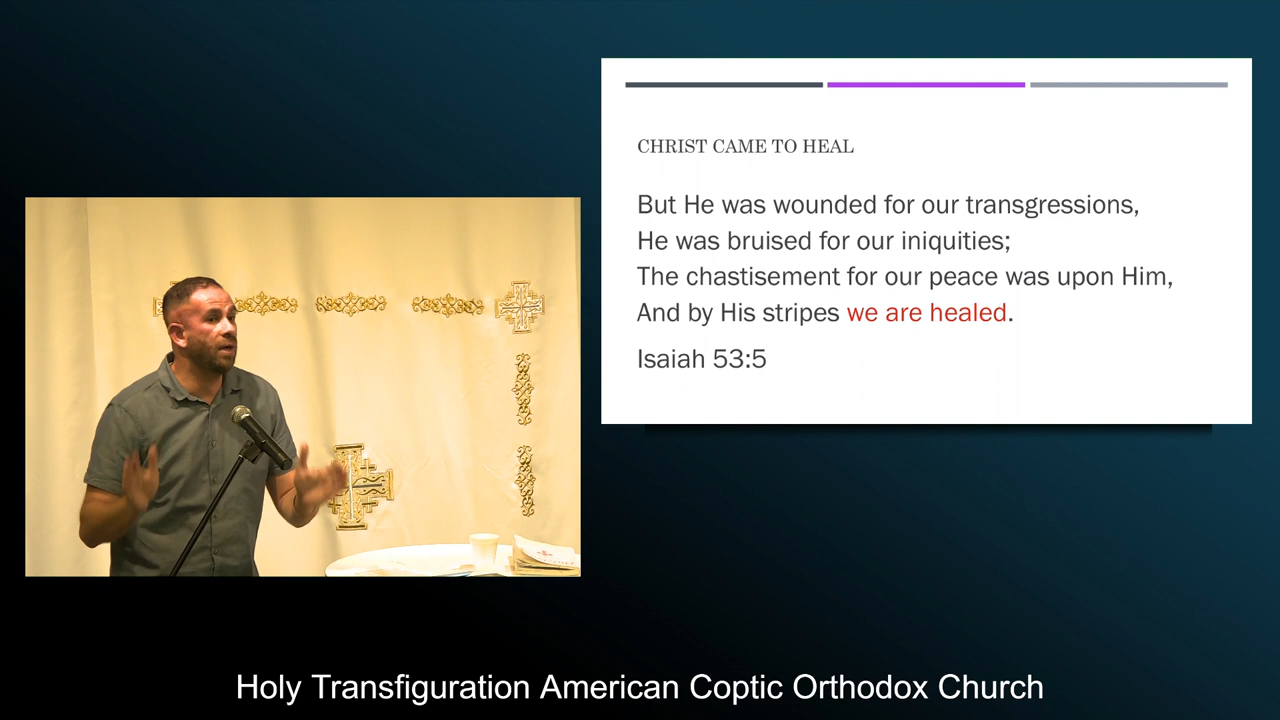 CHRIST CAME TO HEAL
But He was wounded for our transgressions,
He was bruised for our iniquities;
The chastisement for our peace was upon Him,
And by His stripes we are healed.
Isaiah 53:5
Holy Transfiguration American Coptic Orthodox Church